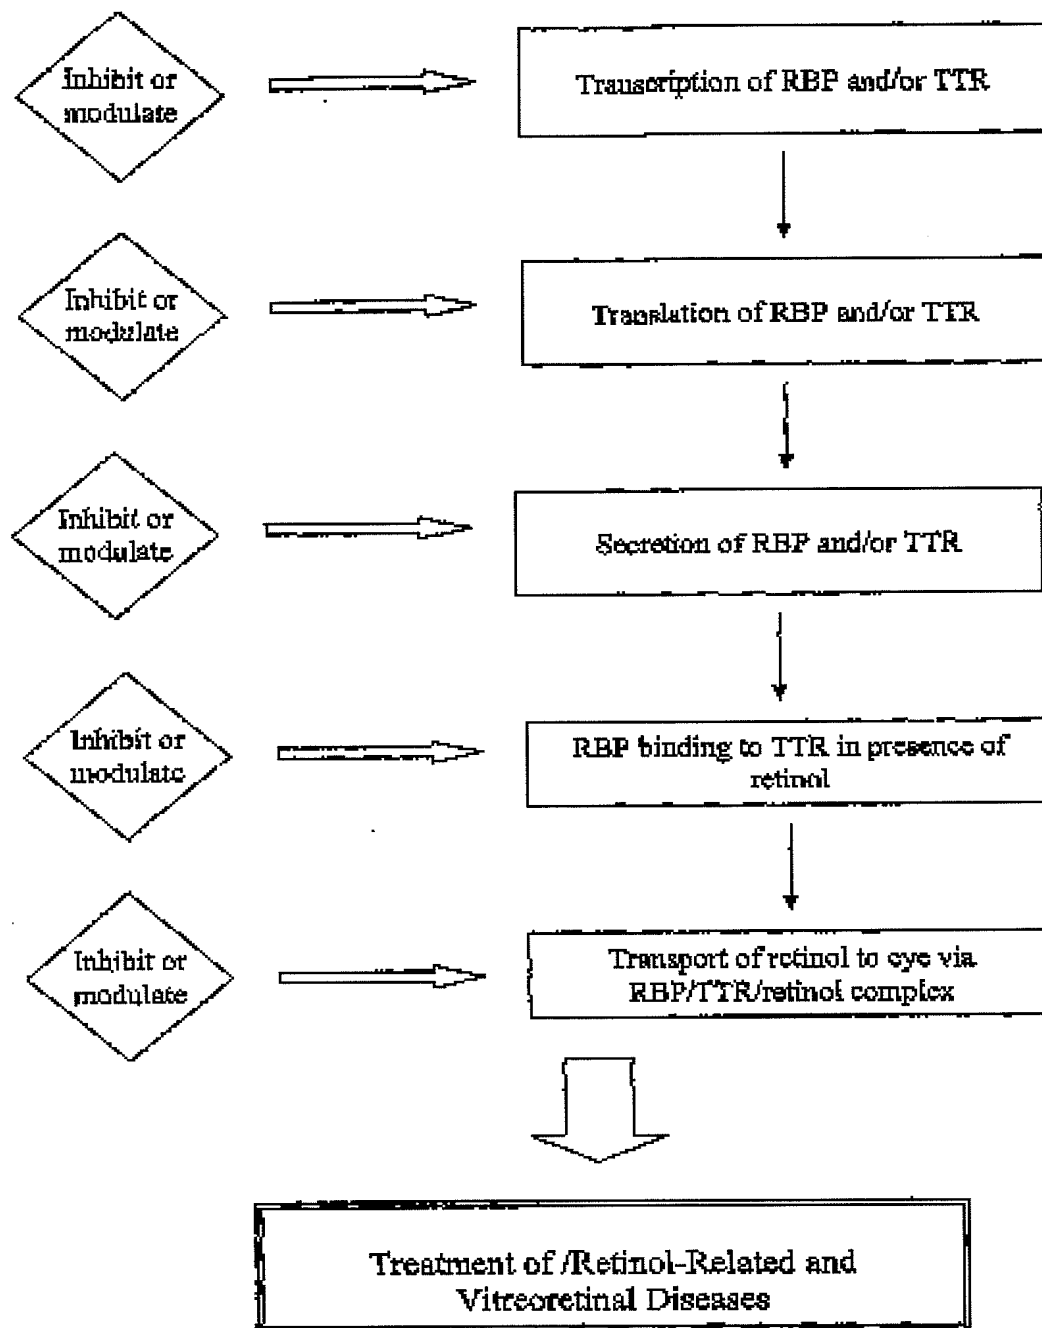 Inhibit or
modulate
Transcription of RBP and/or TTR
Inhibit or
modulate
Translation of RBP and/or TTR
Inhibit or
modulate
Secretion of RBP and/or TTR
Inhibit or
modulate
RBP binding to TTR in presence of
retinol
Inhibit or
modulate
Transport of retinol to eye via
RBP/TTR/retinol complex
Treatment of /Retinol-Related and
Vitreoretinal Diseases